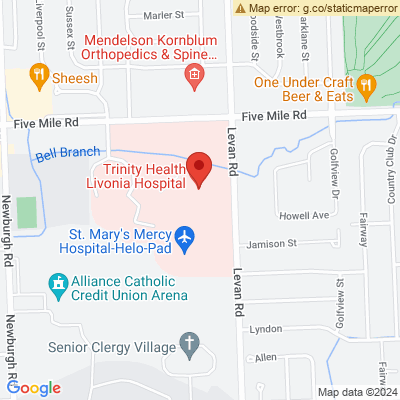 Map error: g.co/staticmaperror
Liverpool St
Sussex St
Marler St
Woodside St
Westbrook
Parklane St
Mendelson Kornblum
Orthopedics & Spine...
Sheesh
One Under Craft
Beer & Eats
Five Mile Rd
Five Mile Rd
Bell Branch
Levan Rd
Trinity Health
Livonia Hospital
Golfview Dr
Country Club Dr
Newburgh Rd
Howell Ave
Fairway
St. Mary's Mercy
Hospital-Helo-Pad
Jamison St
Alliance Catholic
Credit Union Arena
Levan Rd
Golfview St
Newburgh Rd
Lyndon
Senior Clergy Village
Allen
Fairway
Google
Map data ©2024